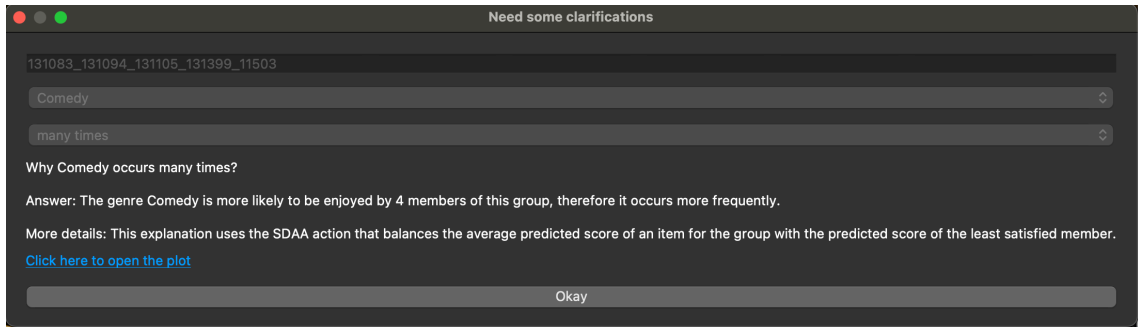 Need some clarifications
131083_131094_131105_131399_11503
Comedy
many times
Why Comedy occurs many times?
Answer: The genre Comedy is more likely to be enjoyed by 4 members of this group, therefore it occurs more frequently.
More details: This explanation uses the SDAA action that balances the average predicted score of an item for the group with the predicted score of the least satisfied member.
Click here to open the plot
Okay